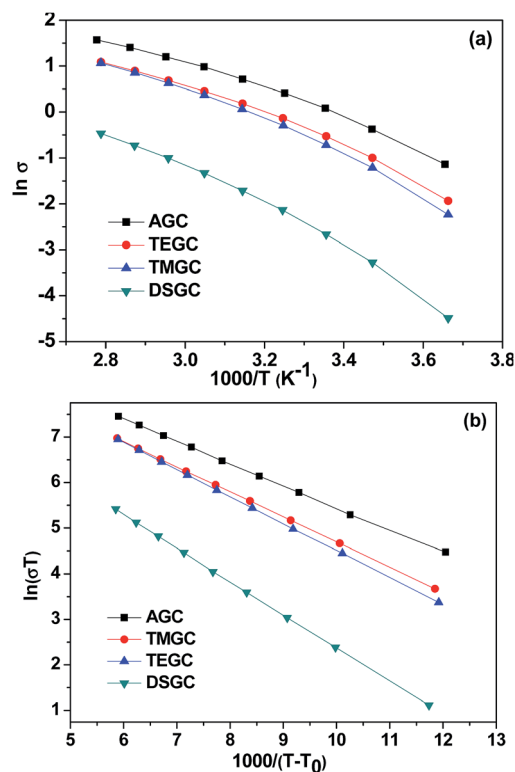 (a)
2
1
0
-1
-2
-3
-4
-5
ln σ
AGC
TEGC
TMGC
DSGC
2.8 3.0 3.2 3.4 3.6 3.8
1000/T (K⁻¹)
(b)
7
6
5
4
3
2
1
ln(σT)
AGC
TMGC
TEGC
DSGC
5 6 7 8 9 10 11 12 13
1000/(T-T₀)